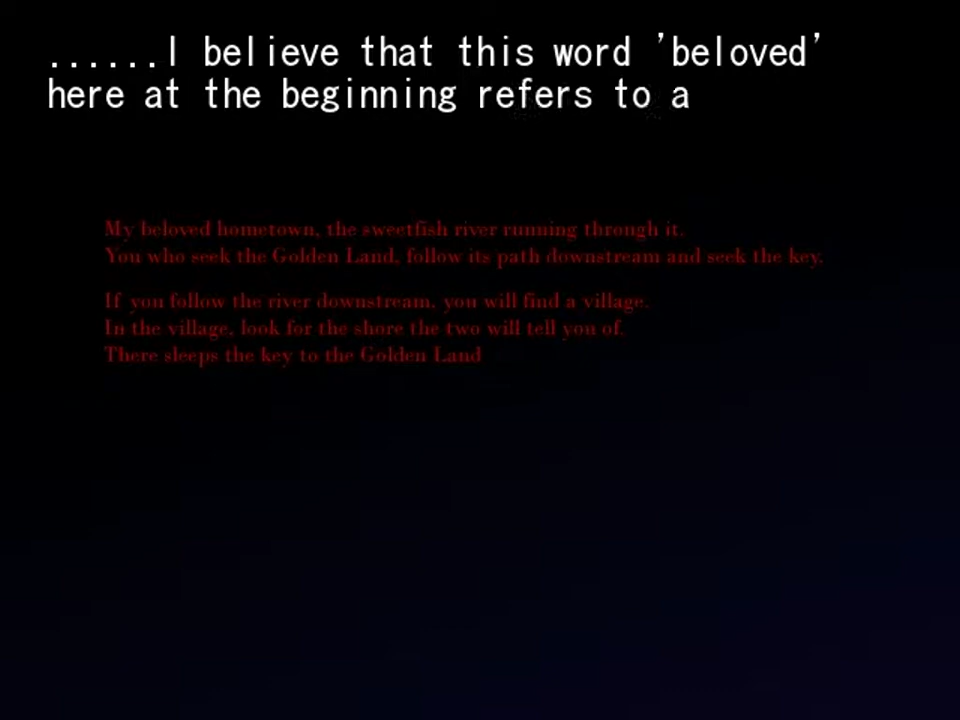 ......I believe that this word 'beloved'
here at the beginning refers to a
My beloved hometown, the sweetfish river running through it.
You who seek the Golden Land, follow its path downstream and seek the key.
If you follow the river downstream, you will find a village.
In the village, look for the shore the two will tell you of.
There sleeps the key to the Golden Land